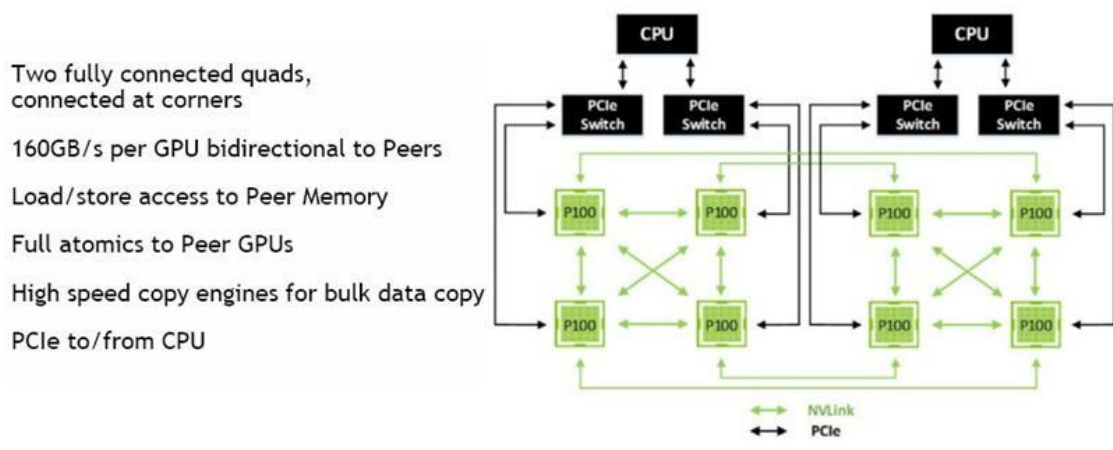 Two fully connected quads,
connected at corners
160GB/s per GPU bidirectional to Peers
Load/store access to Peer Memory
Full atomics to Peer GPUs
High speed copy engines for bulk data copy
PCIe to/from CPU
CPU
CPU
PCIe
Switch
PCIe
Switch
PCIe
Switch
PCIe
Switch
P100
P100
P100
P100
P100
P100
P100
P100
NVLink
PCIe